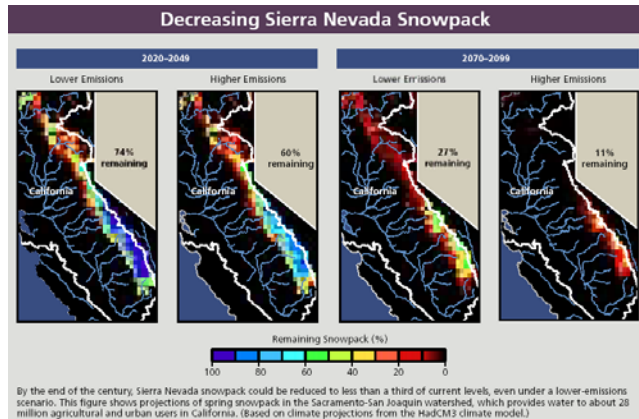 Decreasing Sierra Nevada Snowpack
2020–2049
2070–2099
Lower Emissions
Higher Emissions
Lower Emissions
Higher Emissions
74%
remaining
60%
remaining
27%
remaining
11%
remaining
California
California
California
California
Remaining Snowpack (%)
100 80 60 40 20 0
By the end of the century, Sierra Nevada snowpack could be reduced to less than a third of current levels, even under a lower-emissions
scenario. This figure shows projections of spring snowpack in the Sacramento-San Joaquin watershed, which provides water to about 28
million agricultural and urban users in California. (Based on climate projections from the HadCM3 climate model.)